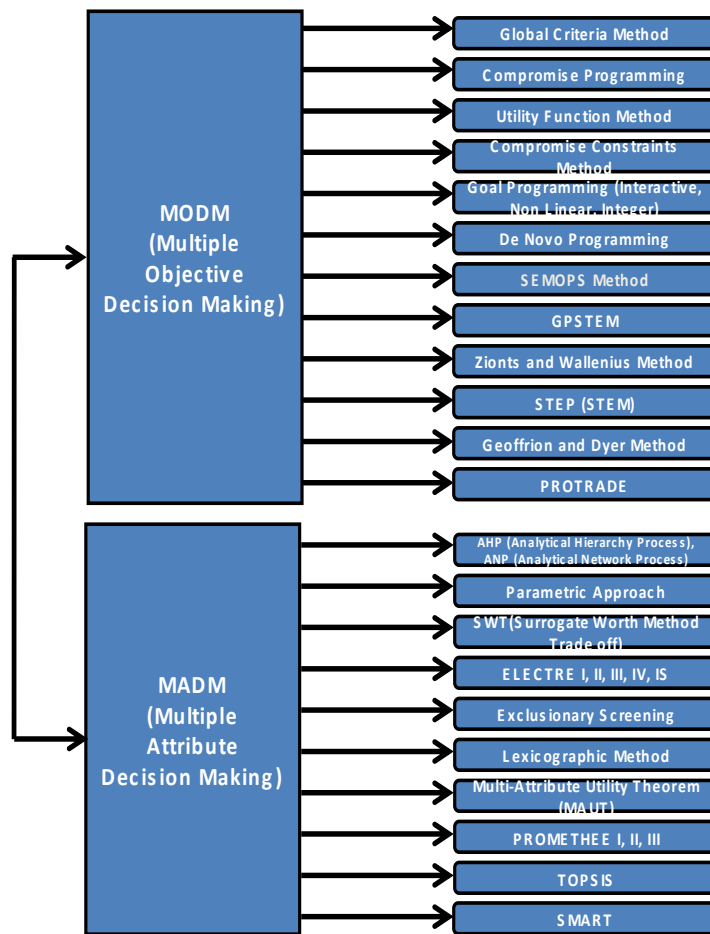 MODM
(Multiple
Objective
Decision Making)
Global Criteria Method
Compromise Programming
Utility Function Method
Compromise Constraints
Method
Goal Programming (Interactive,
Non Linear, Integer)
De Novo Programming
SEMOPS Method
GPSTEM
Zionts and Wallenius Method
STEP (STEM)
Geoffrion and Dyer Method
PROTRADE
MADM
(Multiple
Attribute
Decision Making)
AHP (Analytical Hierarchy Process),
ANP (Analytical Network Process)
Parametric Approach
SWT(Surrogate Worth Method
Trade off)
ELECTRE I, II, III, IV, IS
Exclusionary Screening
Lexicographic Method
Multi-Attribute Utility Theorem
(MAUT)
PROMETHEE I, II, III
TOPSIS
SMART